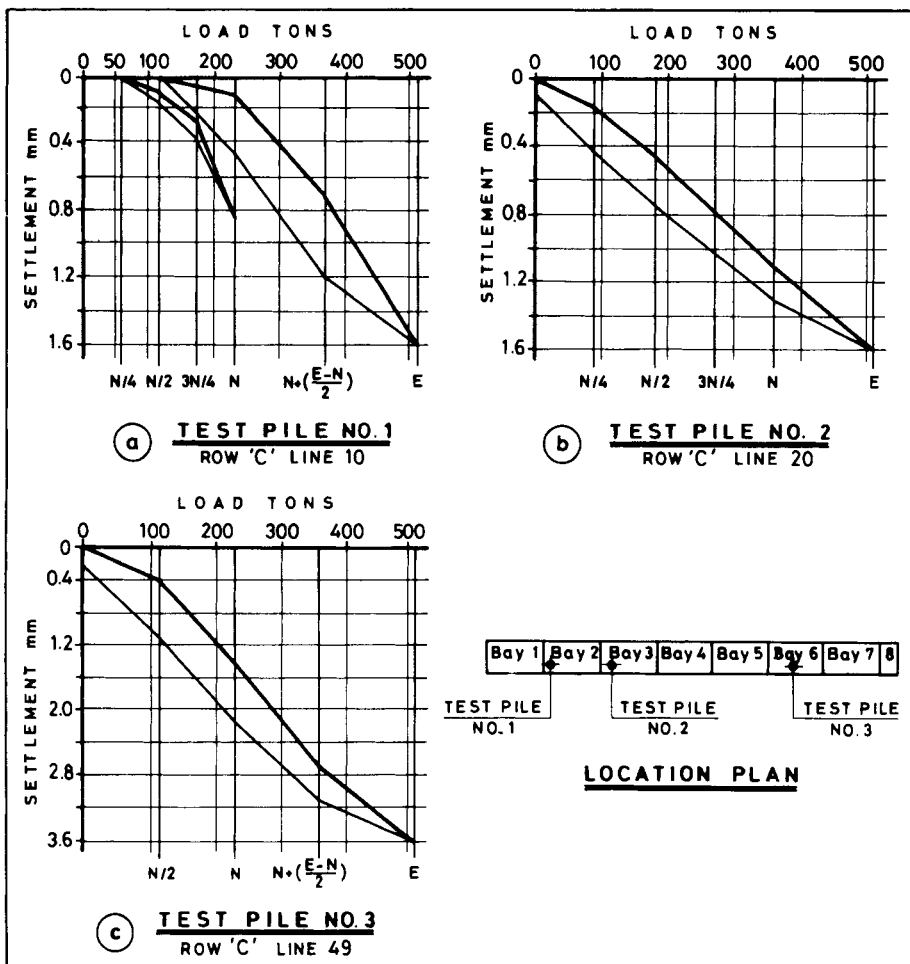 LOAD TONS
0 50 100 200 300 400 500
SETTLEMENT mm
0
0.4
0.8
1.2
1.6
N/4 N/2 3N/4 N N+(E-N/2) E
a
TEST PILE NO. 1
ROW 'C' LINE 10
LOAD TONS
0 100 200 300 400 500
SETTLEMENT mm
0
0.4
0.8
1.2
1.6
N/4 N/2 3N/4 N E
b
TEST PILE NO. 2
ROW 'C' LINE 20
LOAD TONS
0 100 200 300 400 500
SETTLEMENT mm
0
0.4
1.2
2.0
2.8
3.6
N/2 N N+(E-N/2) E
c
TEST PILE NO. 3
ROW 'C' LINE 49
Bay 1 Bay 2 Bay 3 Bay 4 Bay 5 Bay 6 Bay 7 8
TEST PILE NO. 1
TEST PILE NO. 2
TEST PILE NO. 3
LOCATION PLAN